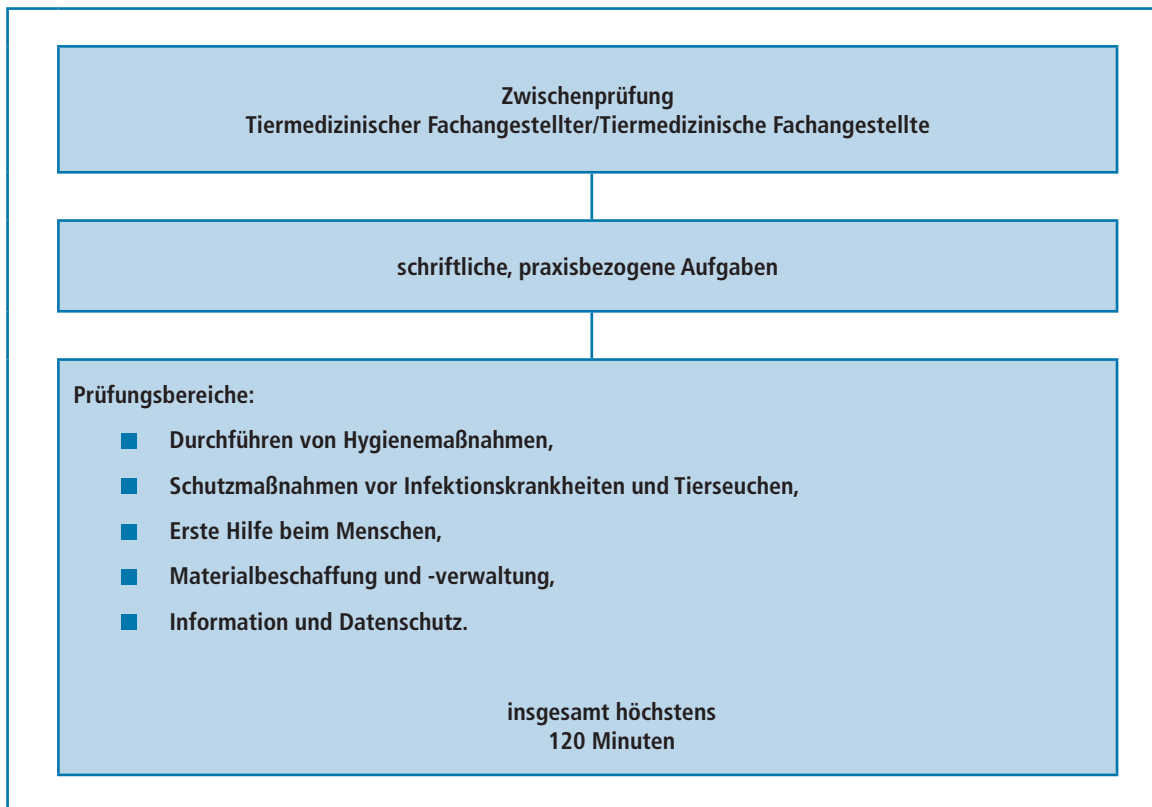 Zwischenprüfung
Tiermedizinischer Fachangestellter/Tiermedizinische Fachangestellte
schriftliche, praxisbezogene Aufgaben
Prüfungsbereiche:
Durchführen von Hygienemaßnahmen,
Schutzmaßnahmen vor Infektionskrankheiten und Tierseuchen,
Erste Hilfe beim Menschen,
Materialbeschaffung und -verwaltung,
Information und Datenschutz.
insgesamt höchstens
120 Minuten